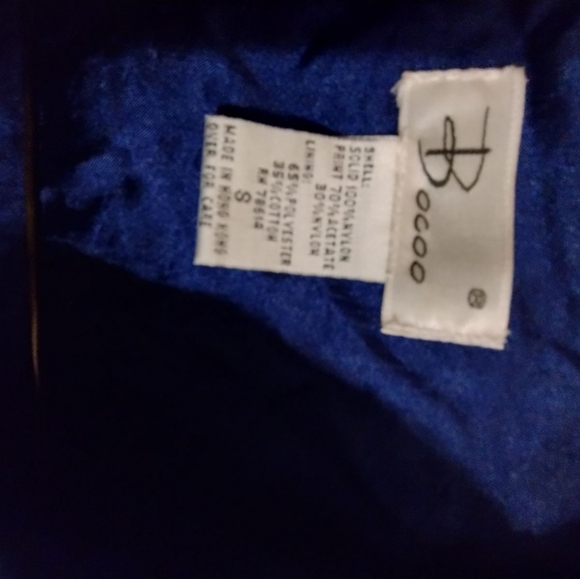 Bocoo
®
SHELL:
SOLID 100% NYLON
PRINT 70% ACETATE
30% NYLON
LINING:
65% POLYESTER
35% COTTON
RN 78614
S
MADE IN HONG KONG
OVER FOR CARE